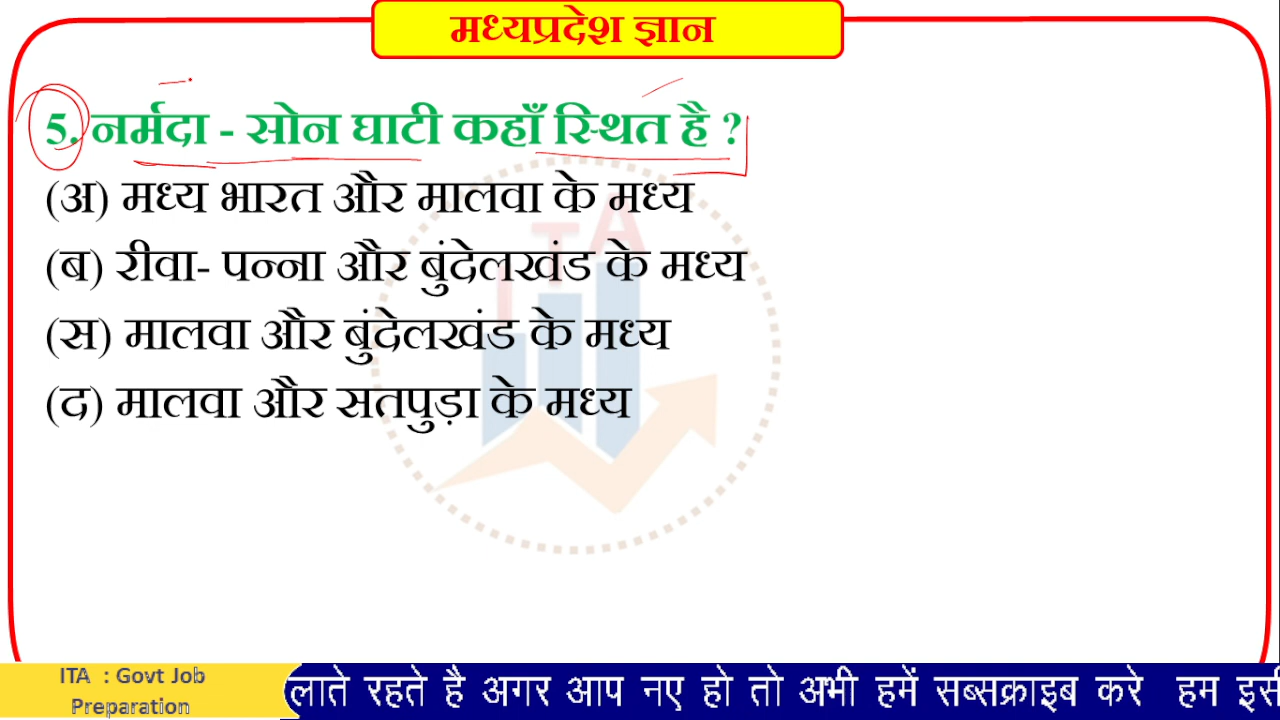 मध्यप्रदेश ज्ञान
5. नर्मदा - सोन घाटी कहाँ स्थित है ?
(अ) मध्य भारत और मालवा के मध्य
(ब) रीवा- पन्ना और बुंदेलखंड के मध्य
(स) मालवा और बुंदेलखंड के मध्य
(द) मालवा और सतपुड़ा के मध्य
ITA
ITA : Govt Job
Preparation
लाते रहते है अगर आप नए हो तो अभी हमें सब्सक्राइब करे हम इसी